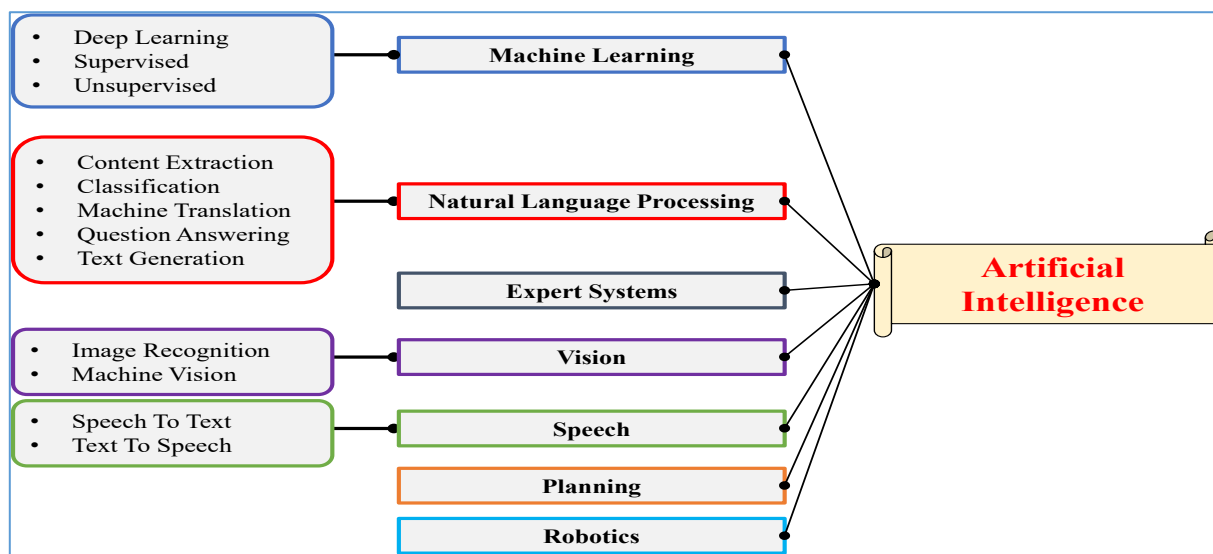 • Deep Learning
• Supervised
• Unsupervised
Machine Learning
• Content Extraction
• Classification
• Machine Translation
• Question Answering
• Text Generation
Natural Language Processing
Expert Systems
• Image Recognition
• Machine Vision
Vision
• Speech To Text
• Text To Speech
Speech
Planning
Robotics
Artificial
Intelligence